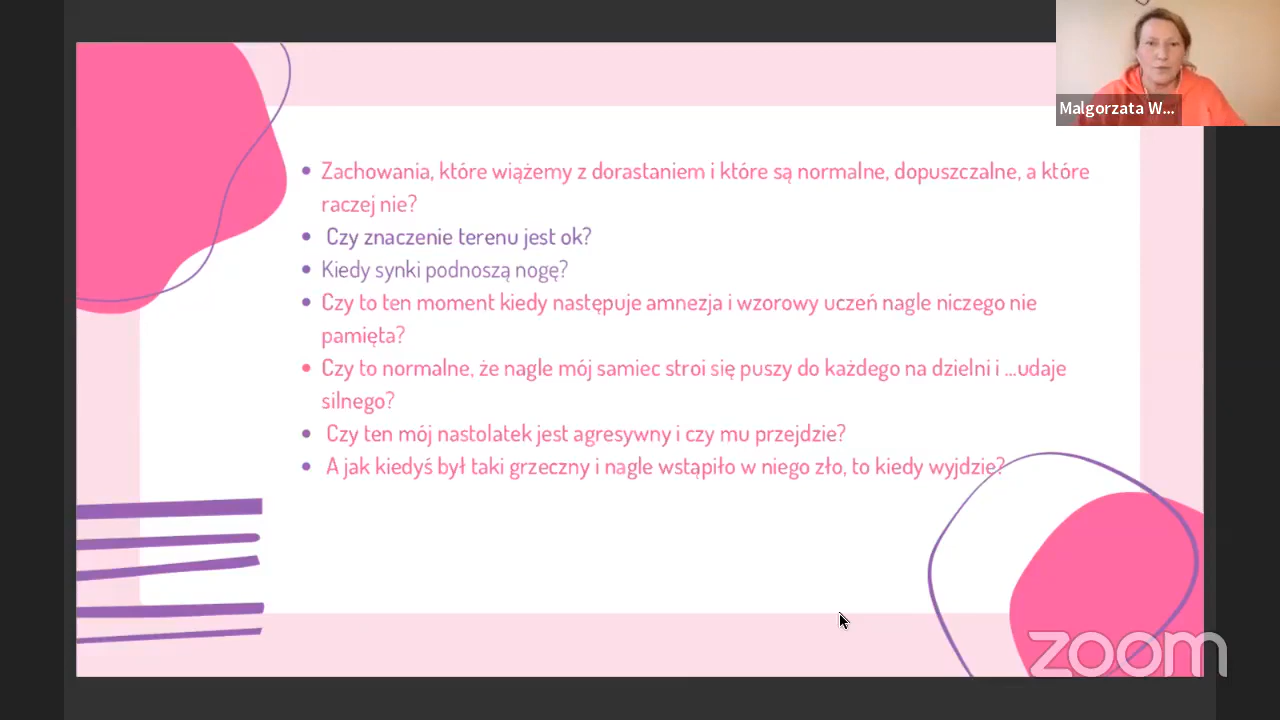 Malgorzata W...
Zachowania, które wiążemy z dorastaniem i które są normalne, dopuszczalne, a które
raczej nie?
Czy znaczenie terenu jest ok?
Kiedy synki podnoszą nogę?
Czy to ten moment kiedy następuje amnezja i wzorowy uczeń nagle niczego nie
pamięta?
Czy to normalne, że nagle mój samiec stroi się puszy do każdego na dzielni i ...udaje
silnego?
Czy ten mój nastolatek jest agresywny i czy mu przejdzie?
A jak kiedyś był taki grzeczny i nagle wstąpiło w niego zło, to kiedy wyjdzie?
zoom